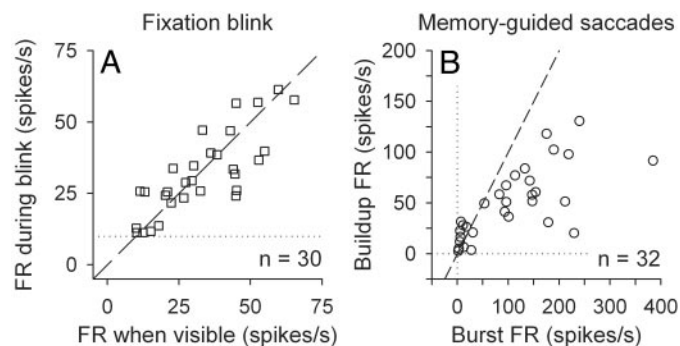 Fixation blink
Memory-guided saccades
A
FR during blink (spikes/s)
75
50
25
0
n = 30
0 25 50 75
FR when visible (spikes/s)
B
Buildup FR (spikes/s)
200
150
100
50
0
n = 32
0 100 200 300 400
Burst FR (spikes/s)